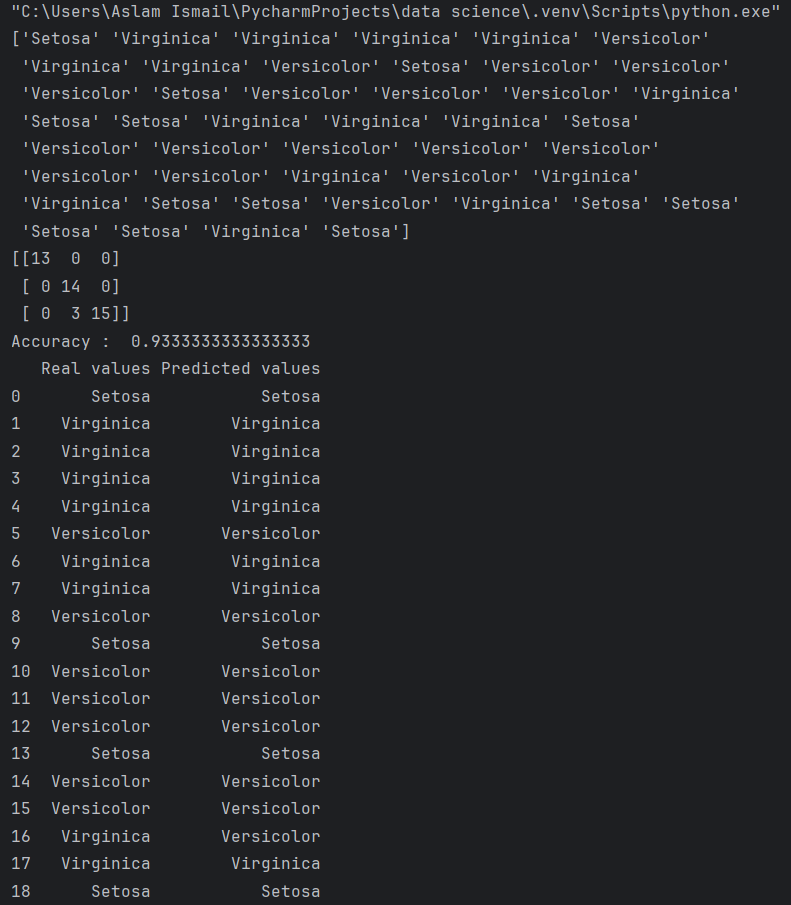 "C:\Users\Aslam Ismail\PycharmProjects\data science\.venv\Scripts\python.exe"
['Setosa' 'Virginica' 'Virginica' 'Virginica' 'Virginica' 'Versicolor'
 'Virginica' 'Virginica' 'Versicolor' 'Setosa' 'Versicolor' 'Versicolor'
 'Versicolor' 'Setosa' 'Versicolor' 'Versicolor' 'Versicolor' 'Virginica'
 'Setosa' 'Setosa' 'Virginica' 'Virginica' 'Virginica' 'Setosa'
 'Versicolor' 'Versicolor' 'Versicolor' 'Versicolor' 'Versicolor'
 'Versicolor' 'Versicolor' 'Virginica' 'Versicolor' 'Virginica'
 'Virginica' 'Setosa' 'Setosa' 'Versicolor' 'Virginica' 'Setosa' 'Setosa'
 'Setosa' 'Setosa' 'Virginica' 'Setosa']
[[13  0  0]
 [ 0 14  0]
 [ 0  3 15]]
Accuracy :  0.9333333333333333
   Real values Predicted values
0       Setosa           Setosa
1    Virginica        Virginica
2    Virginica        Virginica
3    Virginica        Virginica
4    Virginica        Virginica
5   Versicolor       Versicolor
6    Virginica        Virginica
7    Virginica        Virginica
8   Versicolor       Versicolor
9       Setosa           Setosa
10  Versicolor       Versicolor
11  Versicolor       Versicolor
12  Versicolor       Versicolor
13      Setosa           Setosa
14  Versicolor       Versicolor
15  Versicolor       Versicolor
16   Virginica       Versicolor
17   Virginica        Virginica
18      Setosa           Setosa